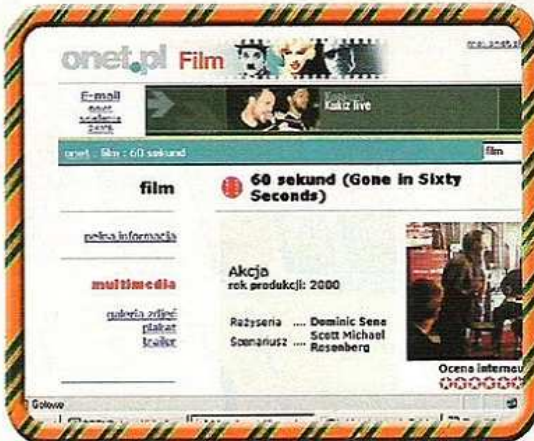 onet.pl Film
E-mail
Kukiz live
onet : film : 60 sekund
film
film
60 sekund (Gone in Sixty
Seconds)
pełna informacja
multimedia
galeria zdjęć
plakat
trailer
Akcja
rok produkcji: 2000
Reżyseria .... Dominic Sena
Scenariusz .... Scott Michael
Rosenberg
Ocena internau
Gotowe